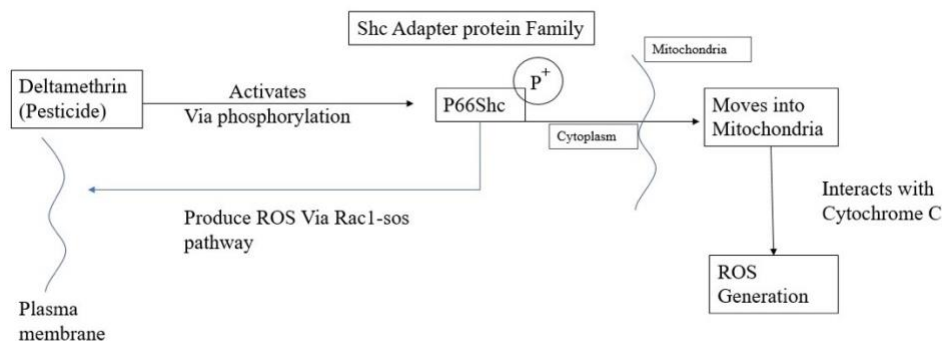 Shc Adapter protein Family
Mitochondria
Deltamethrin
(Pesticide)
Activates
Via phosphorylation
P66Shc
P+
Cytoplasm
Moves into
Mitochondria
Produce ROS Via Rac1-sos
pathway
Interacts with
Cytochrome C
ROS
Generation
Plasma
membrane